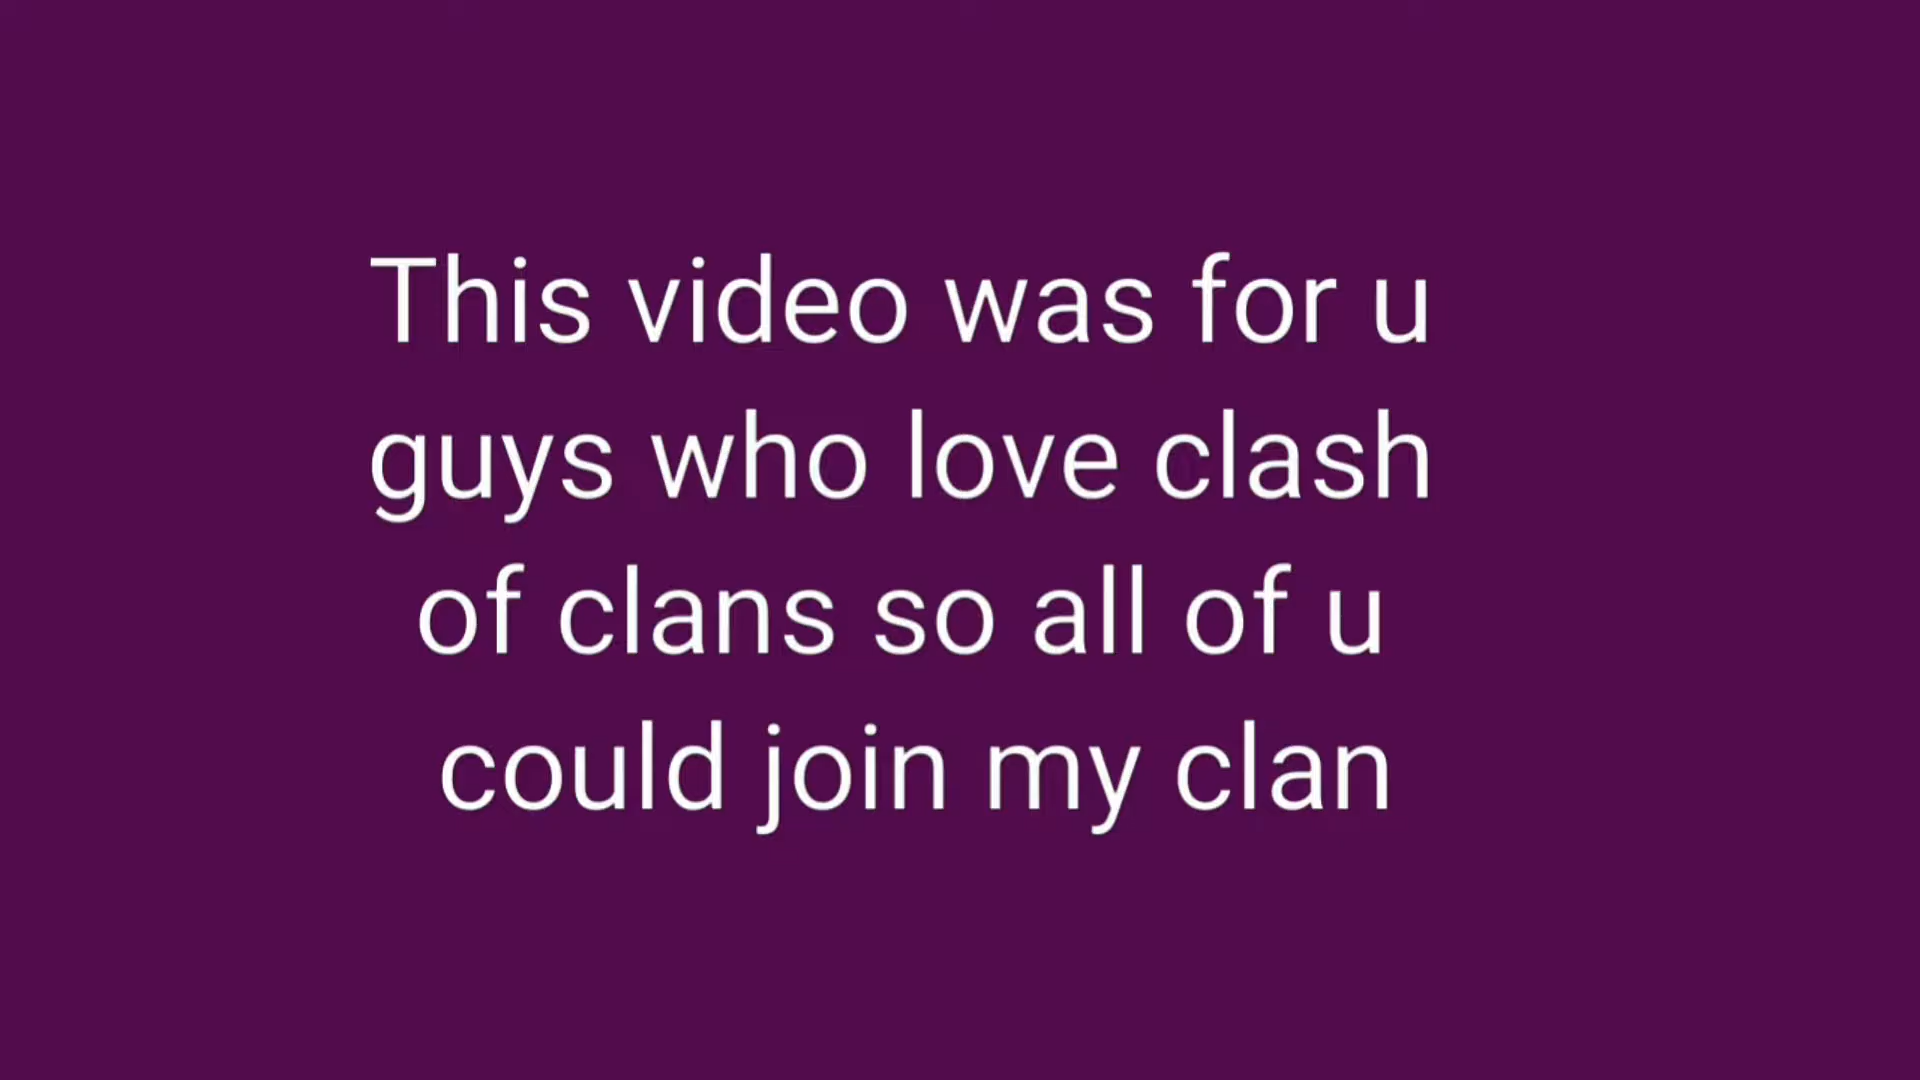 This video was for u
guys who love clash
of clans so all of u
could join my clan